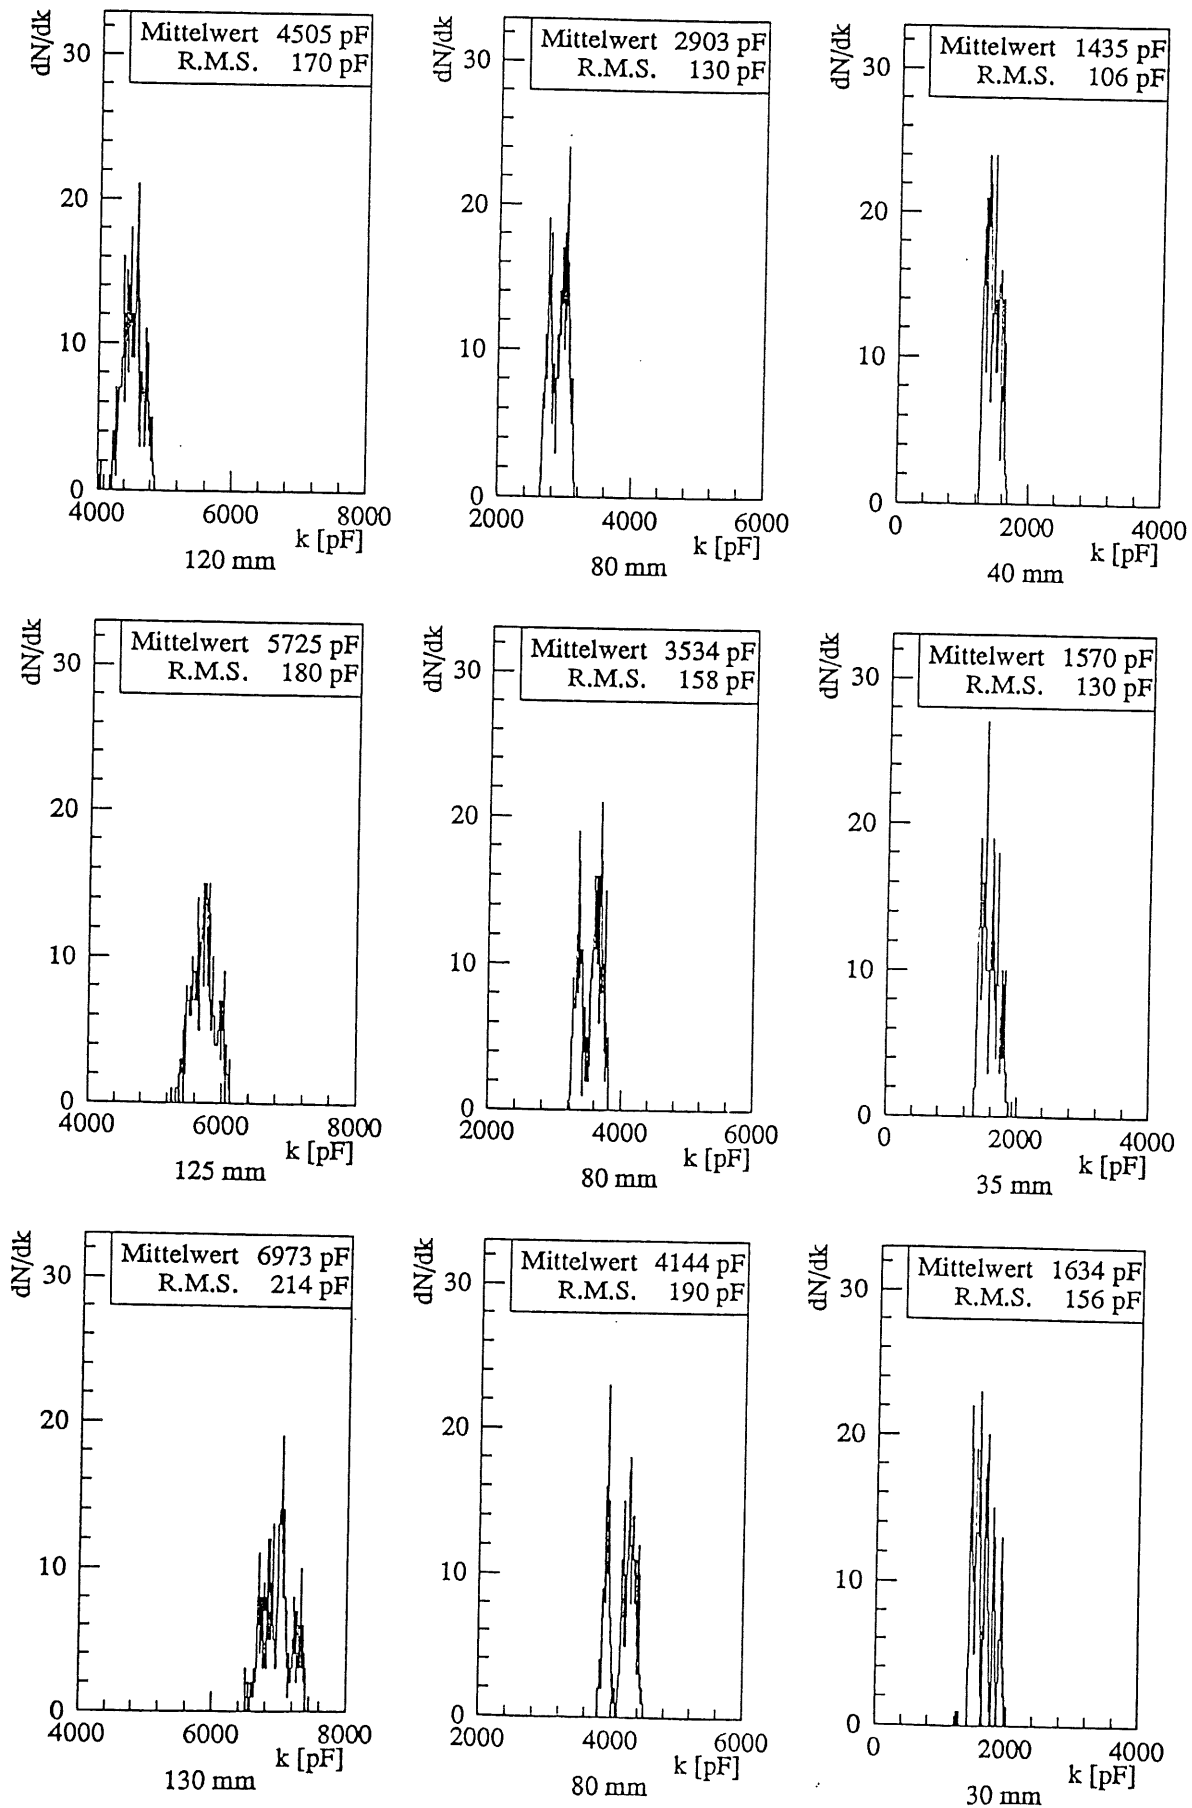 dN/dk
Mittelwert 4505 pF
R.M.S. 170 pF
30
20
10
0
4000 6000 8000
k [pF]
120 mm
dN/dk
Mittelwert 2903 pF
R.M.S. 130 pF
30
20
10
0
2000 4000 6000
k [pF]
80 mm
dN/dk
Mittelwert 1435 pF
R.M.S. 106 pF
30
20
10
0
0 2000 4000
k [pF]
40 mm
dN/dk
Mittelwert 5725 pF
R.M.S. 180 pF
30
20
10
0
4000 6000 8000
k [pF]
125 mm
dN/dk
Mittelwert 3534 pF
R.M.S. 158 pF
30
20
10
0
2000 4000 6000
k [pF]
80 mm
dN/dk
Mittelwert 1570 pF
R.M.S. 130 pF
30
20
10
0
0 2000 4000
k [pF]
35 mm
dN/dk
Mittelwert 6973 pF
R.M.S. 214 pF
30
20
10
0
4000 6000 8000
k [pF]
130 mm
dN/dk
Mittelwert 4144 pF
R.M.S. 190 pF
30
20
10
0
2000 4000 6000
k [pF]
80 mm
dN/dk
Mittelwert 1634 pF
R.M.S. 156 pF
30
20
10
0
0 2000 4000
k [pF]
30 mm